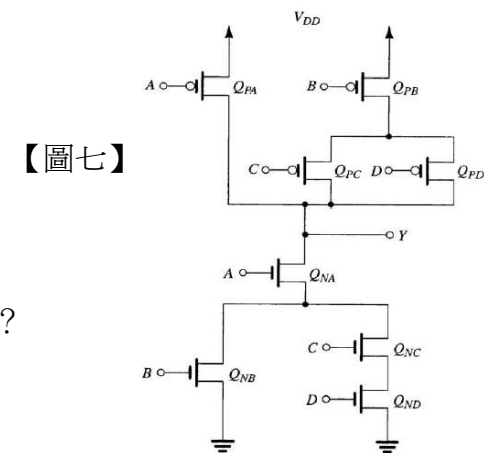 V_DD
A Q_PA B Q_PB
【圖七】
C Q_PC D Q_PD
Y
A Q_NA
?
C Q_NC
B Q_NB
D Q_ND